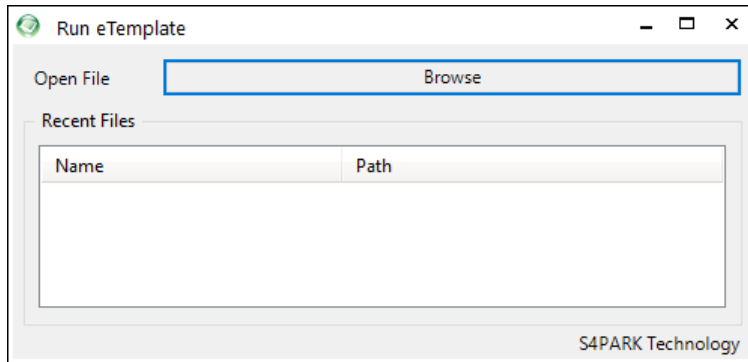 Run eTemplate
Open File Browse
Recent Files
Name Path
S4PARK Technology